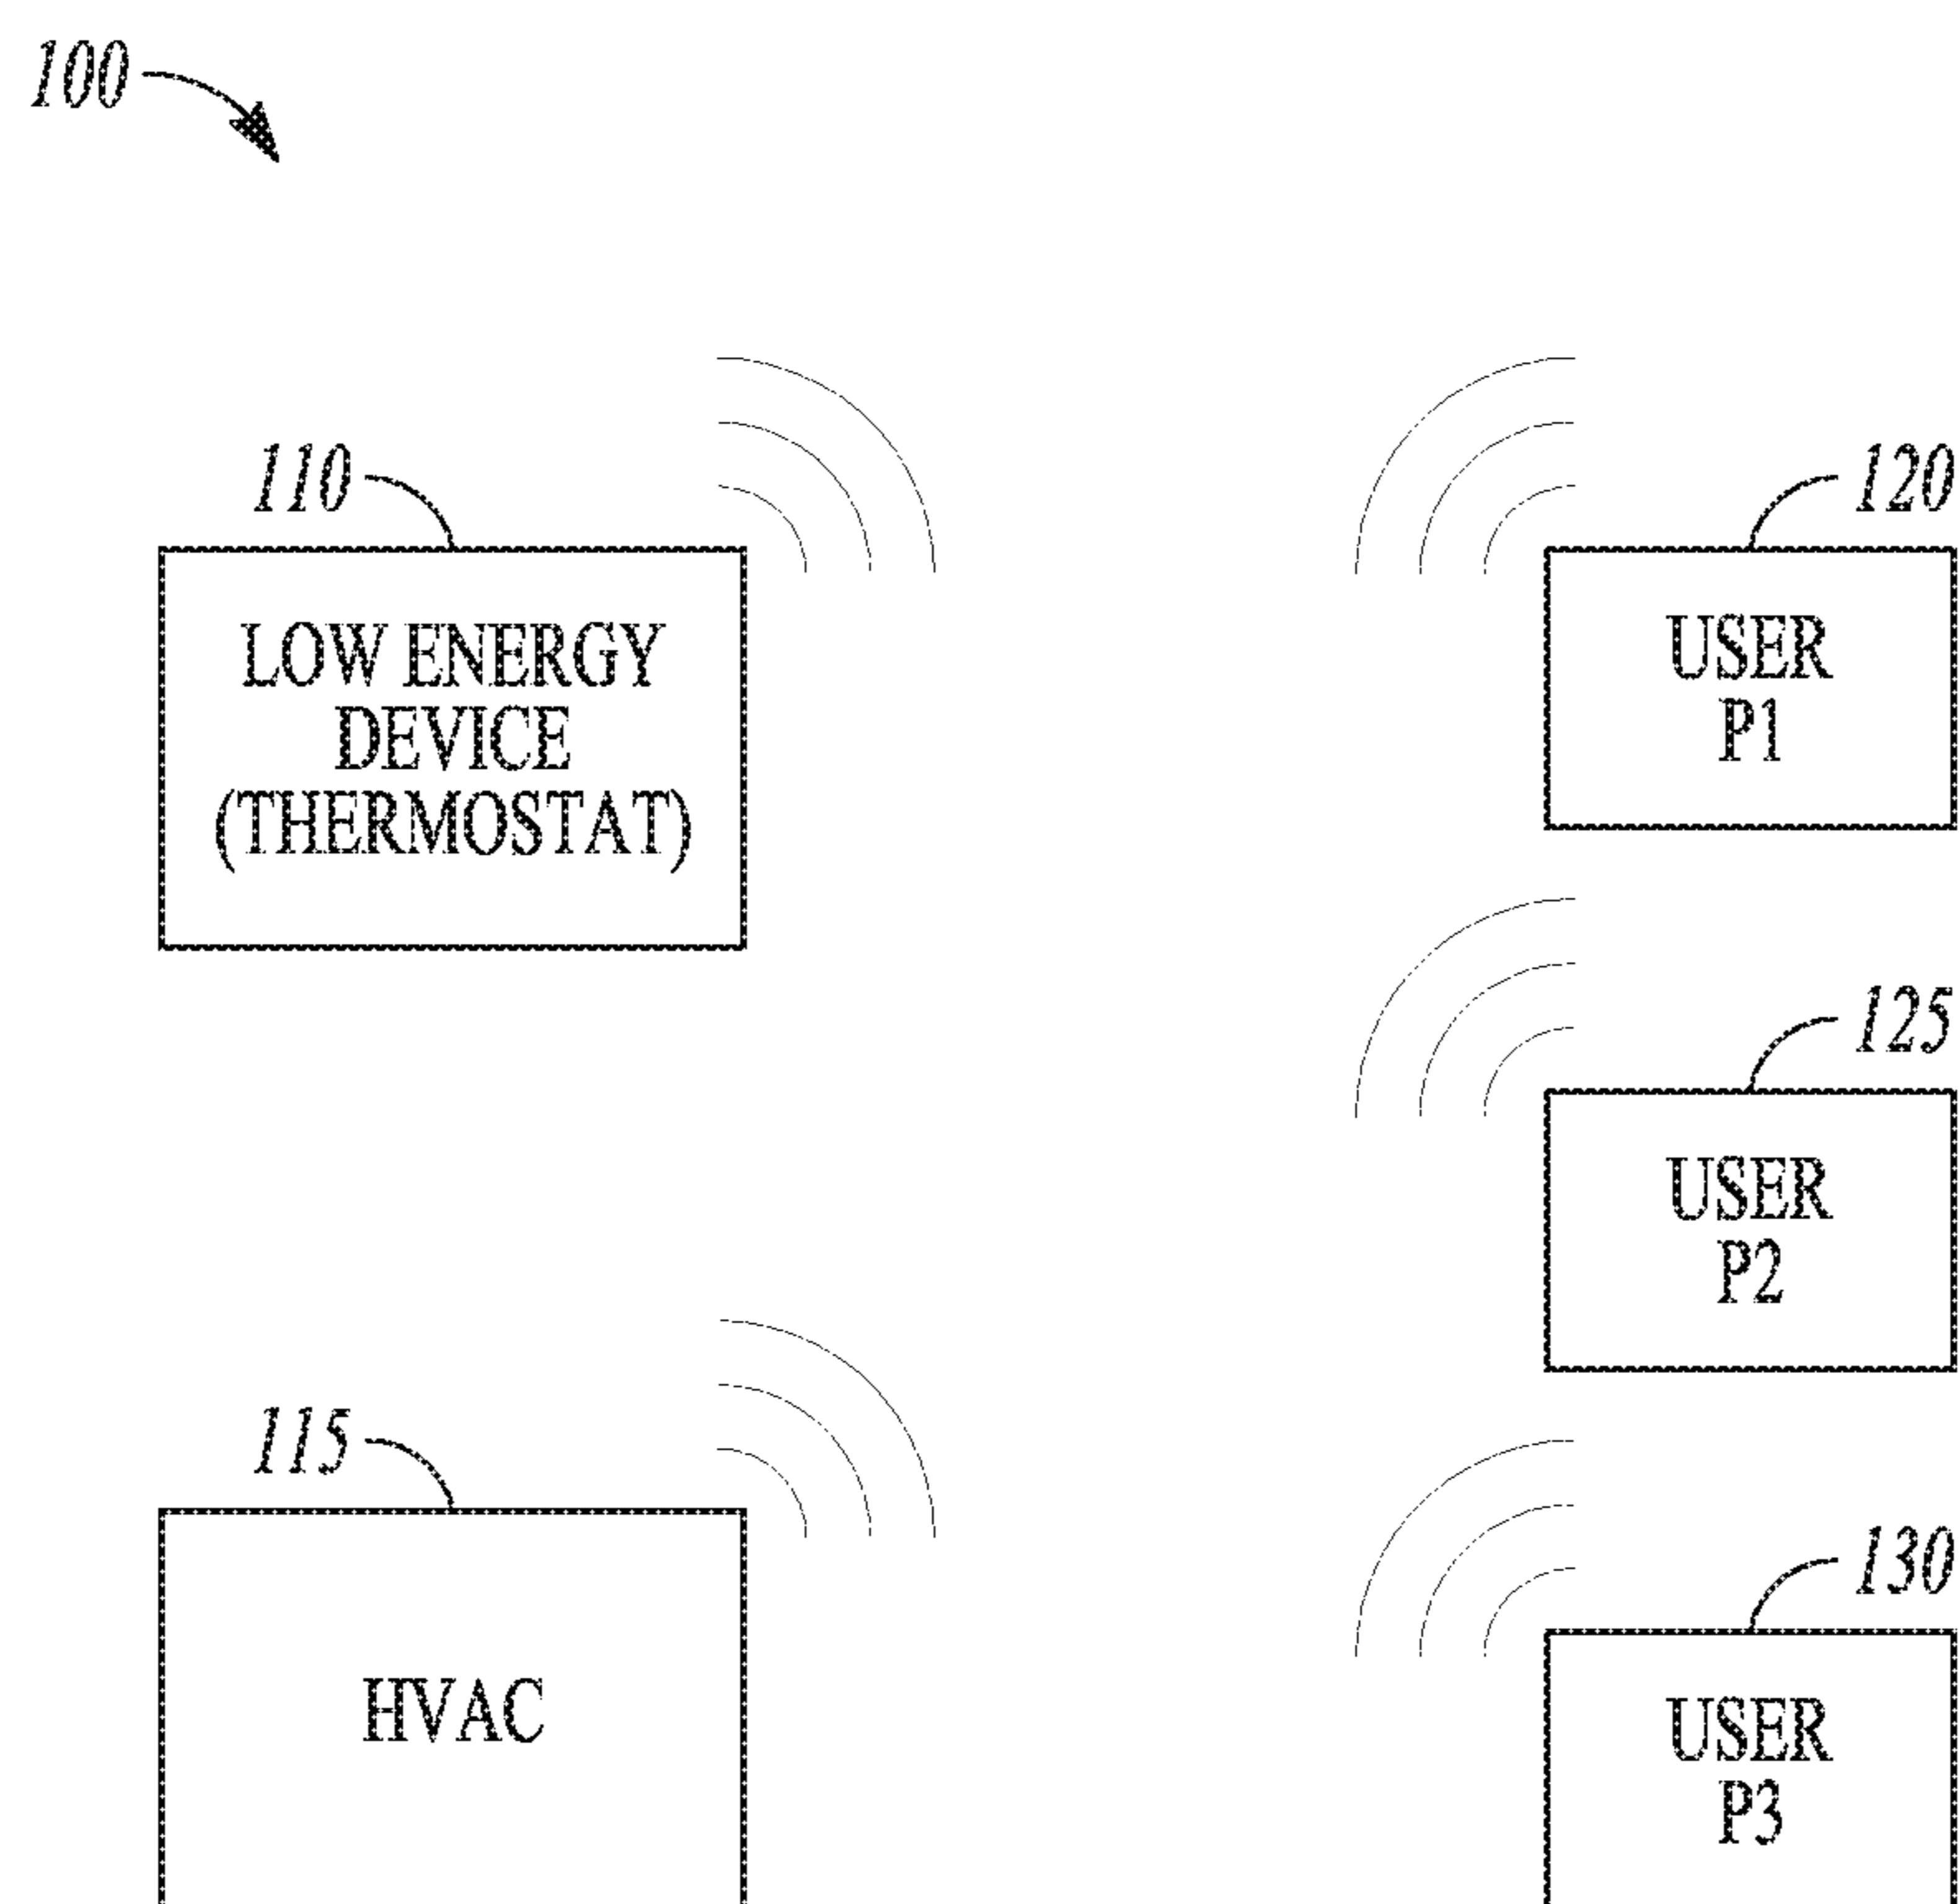 100
110
120
LOW ENERGY
DEVICE
(THERMOSTAT)
USER
P1
125
USER
P2
115
HVAC
130
USER
P3